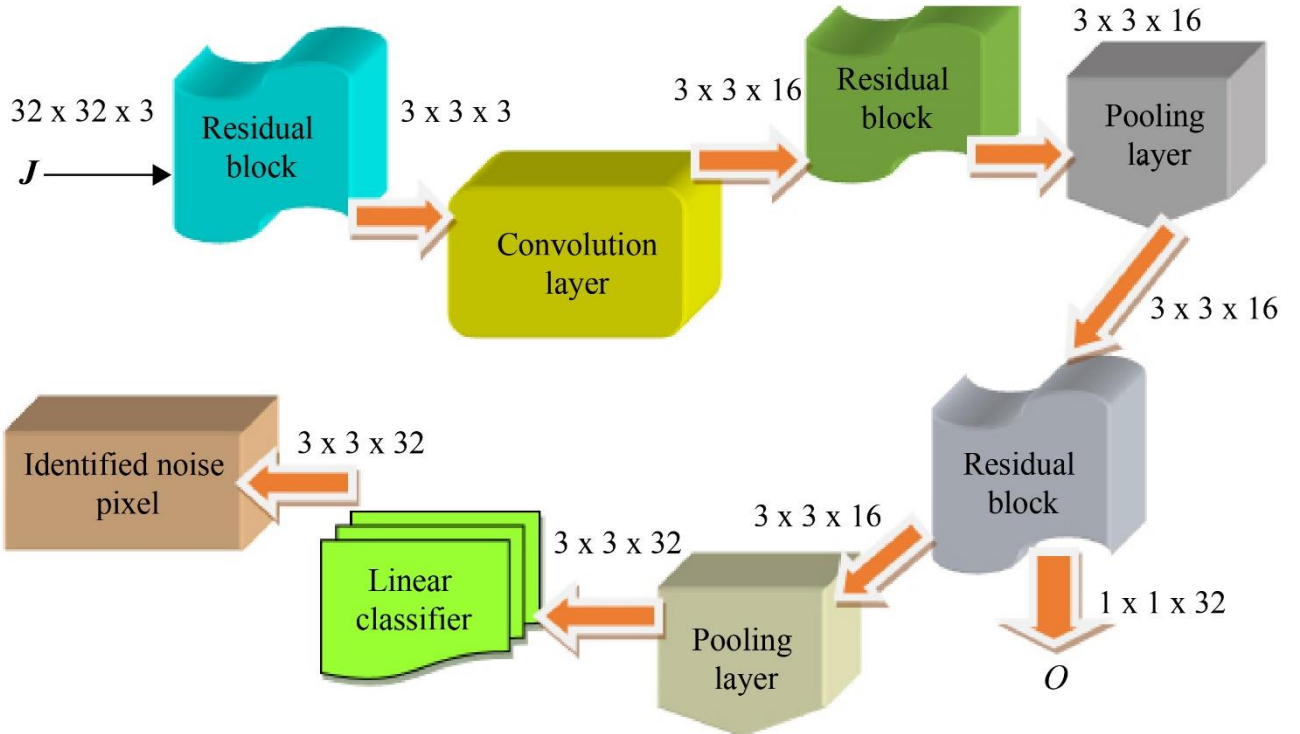 32 x 32 x 3
J
Residual
block
3 x 3 x 3
Convolution
layer
3 x 3 x 16
Residual
block
3 x 3 x 16
Pooling
layer
3 x 3 x 16
Residual
block
1 x 1 x 32
O
3 x 3 x 16
Pooling
layer
3 x 3 x 32
Linear
classifier
3 x 3 x 32
Identified noise
pixel